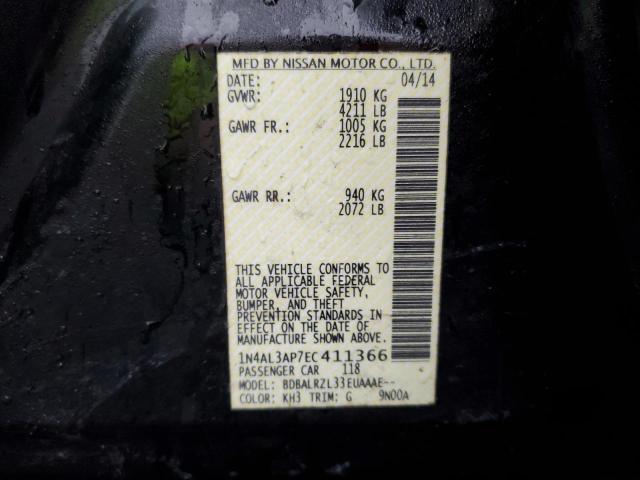 MFD BY NISSAN MOTOR CO., LTD.
DATE: 04/14
GVWR: 1910 KG
4211 LB
GAWR FR.: 1005 KG
2216 LB
GAWR RR.: 940 KG
2072 LB
THIS VEHICLE CONFORMS TO
ALL APPLICABLE FEDERAL
MOTOR VEHICLE SAFETY,
BUMPER, AND THEFT
PREVENTION STANDARDS IN
EFFECT ON THE DATE OF
MANUFACTURE SHOWN ABOVE.
1N4AL3AP7EC411366
PASSENGER CAR 118
MODEL: BDBALRZL33EUAAAE--
COLOR: KH3 TRIM: G 9N00A